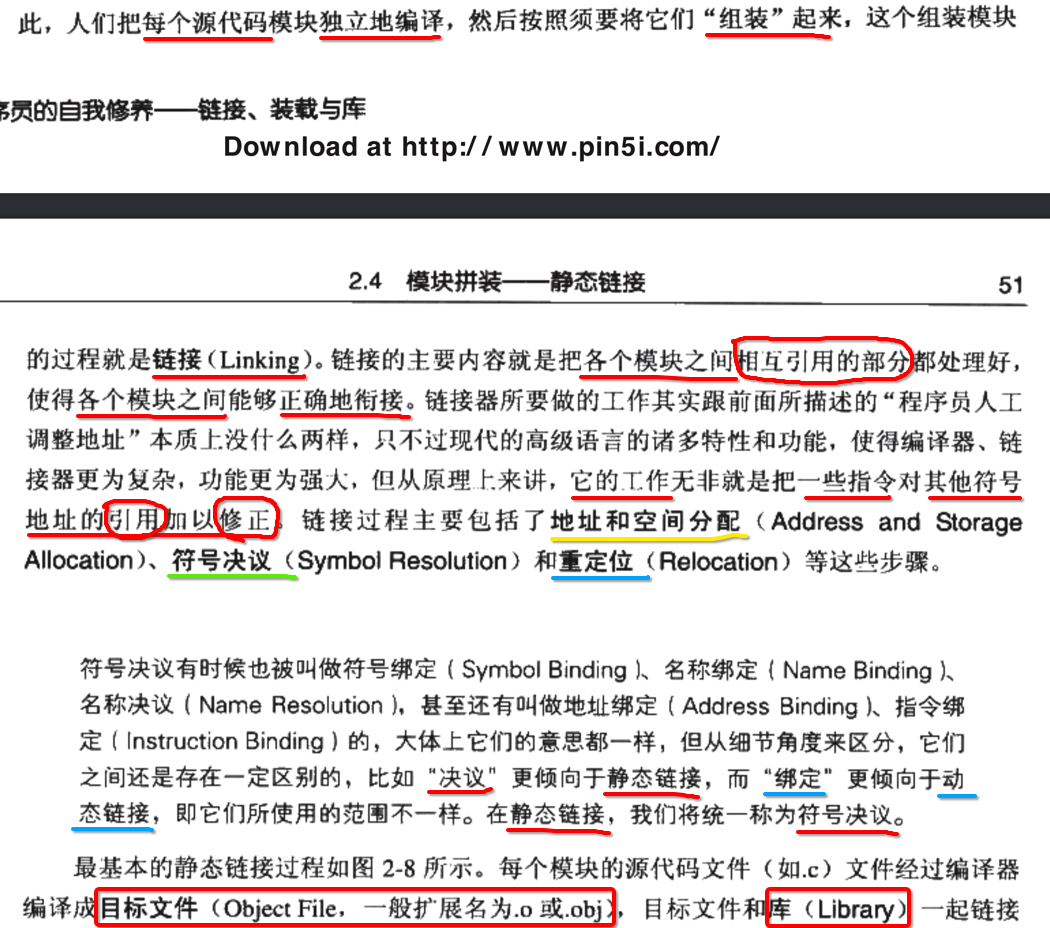 此，人们把每个源代码模块独立地编译，然后按照须要将它们“组装”起来，这个组装模块
序员的自我修养——链接、装载与库
Download at http://www.pin5i.com/
2.4 模块拼装——静态链接 51
的过程就是链接（Linking）。链接的主要内容就是把各个模块之间相互引用的部分都处理好，
使得各个模块之间能够正确地衔接。链接器所要做的工作其实跟前面所描述的“程序员人工
调整地址”本质上没什么两样，只不过现代的高级语言的诸多特性和功能，使得编译器、链
接器更为复杂，功能更为强大，但从原理上来讲，它的工作无非就是把一些指令对其他符号
地址的引用加以修正。链接过程主要包括了地址和空间分配（Address and Storage
Allocation）、符号决议（Symbol Resolution）和重定位（Relocation）等这些步骤。
符号决议有时候也被叫做符号绑定（Symbol Binding）、名称绑定（Name Binding）、
名称决议（Name Resolution），甚至还有叫做地址绑定（Address Binding）、指令绑
定（Instruction Binding）的，大体上它们的意思都一样，但从细节角度来区分，它们
之间还是存在一定区别的，比如“决议”更倾向于静态链接，而“绑定”更倾向于动
态链接，即它们所使用的范围不一样。在静态链接，我们将统一称为符号决议。
最基本的静态链接过程如图 2-8 所示。每个模块的源代码文件（如.c）文件经过编译器
编译成目标文件（Object File，一般扩展名为.o 或.obj），目标文件和库（Library）一起链接